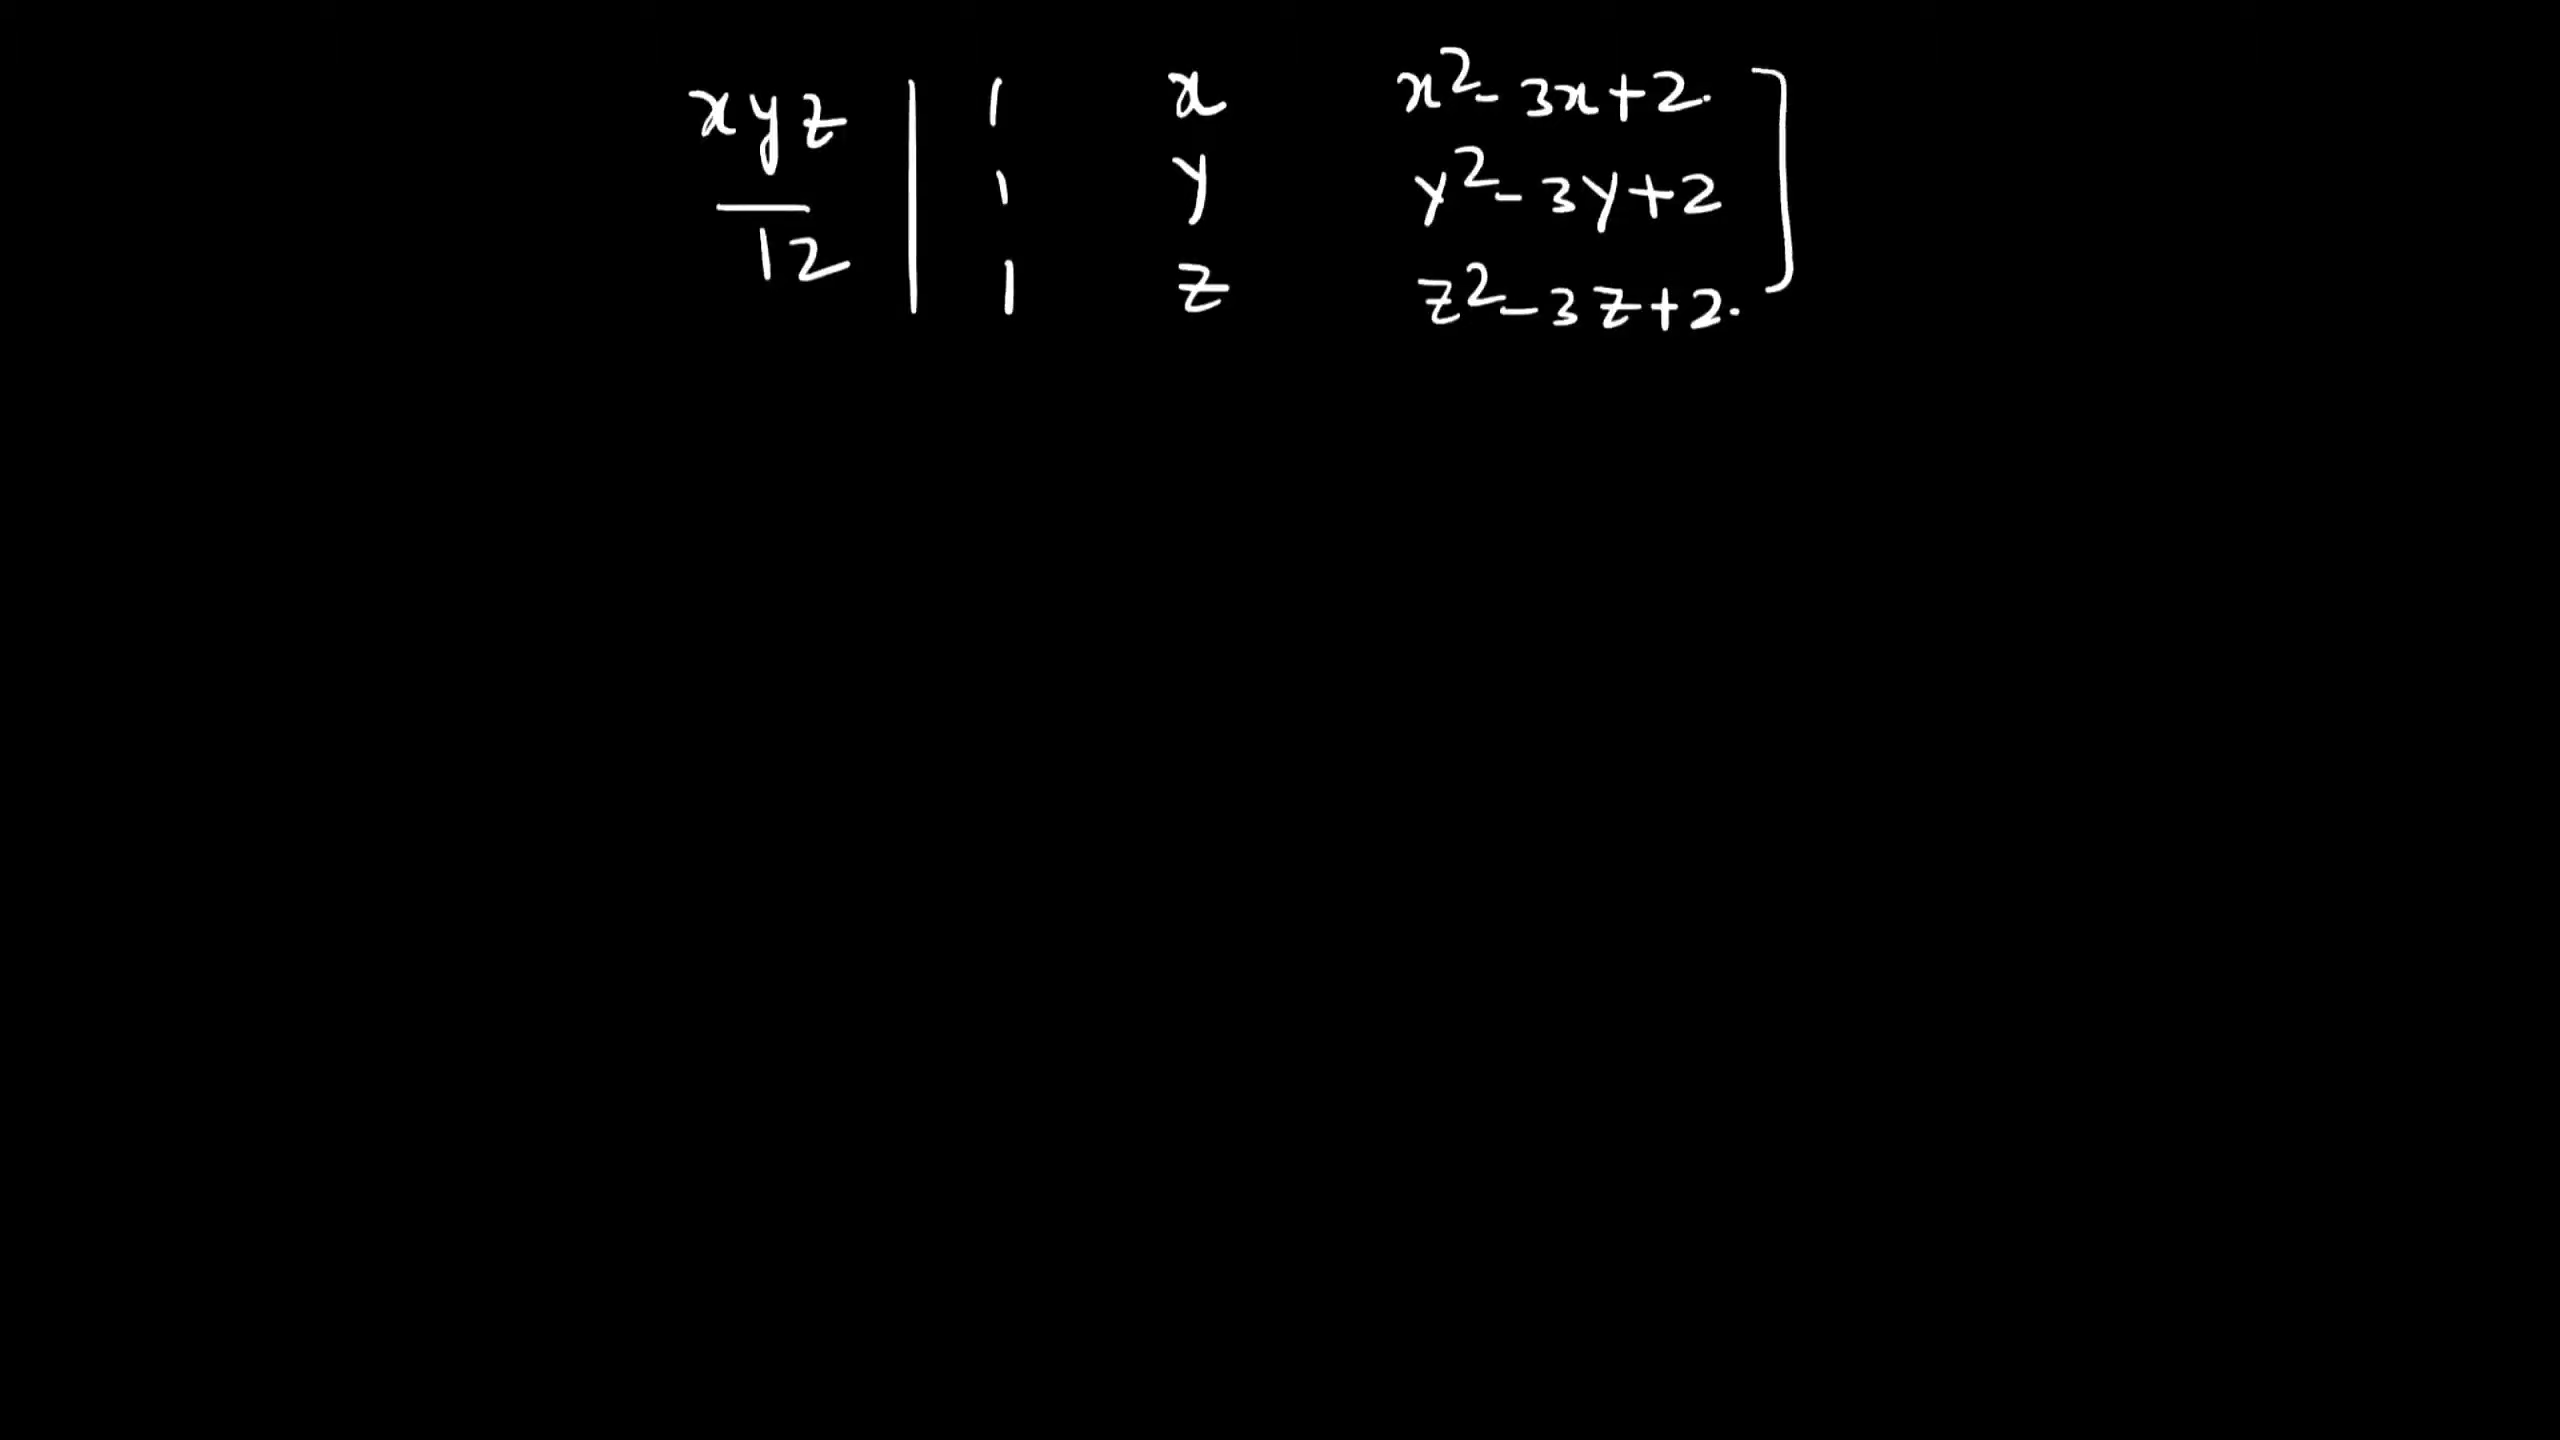 xyz | 1 x x² - 3x + 2. ]
1 y y² - 3y + 2
12 1 z z² - 3z + 2.